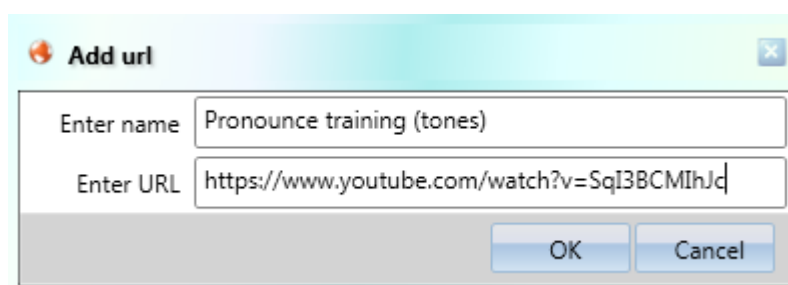 Add url
Enter name Pronounce training (tones)
Enter URL https://www.youtube.com/watch?v=SqI3BCMIhJc
OK Cancel